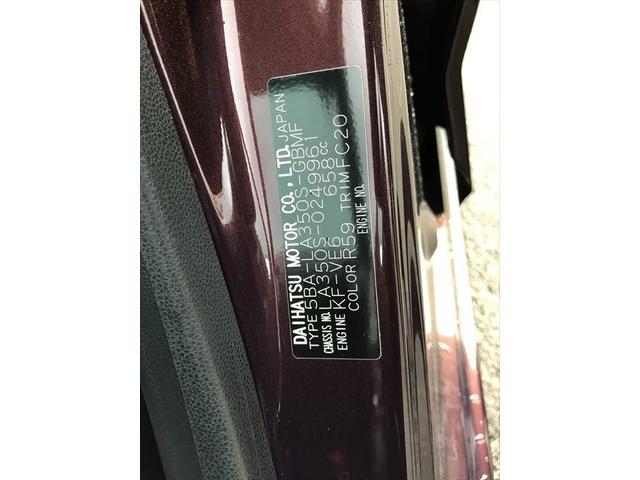 DAIHATSU MOTOR CO., LTD. JAPAN
TYPE 5BA-LA350S-GBMF
CHASSIS NO. LA350S-0249961
ENGINE KF-VE6 658cc
COLOR R59 TRIM FC20
ENGINE NO.